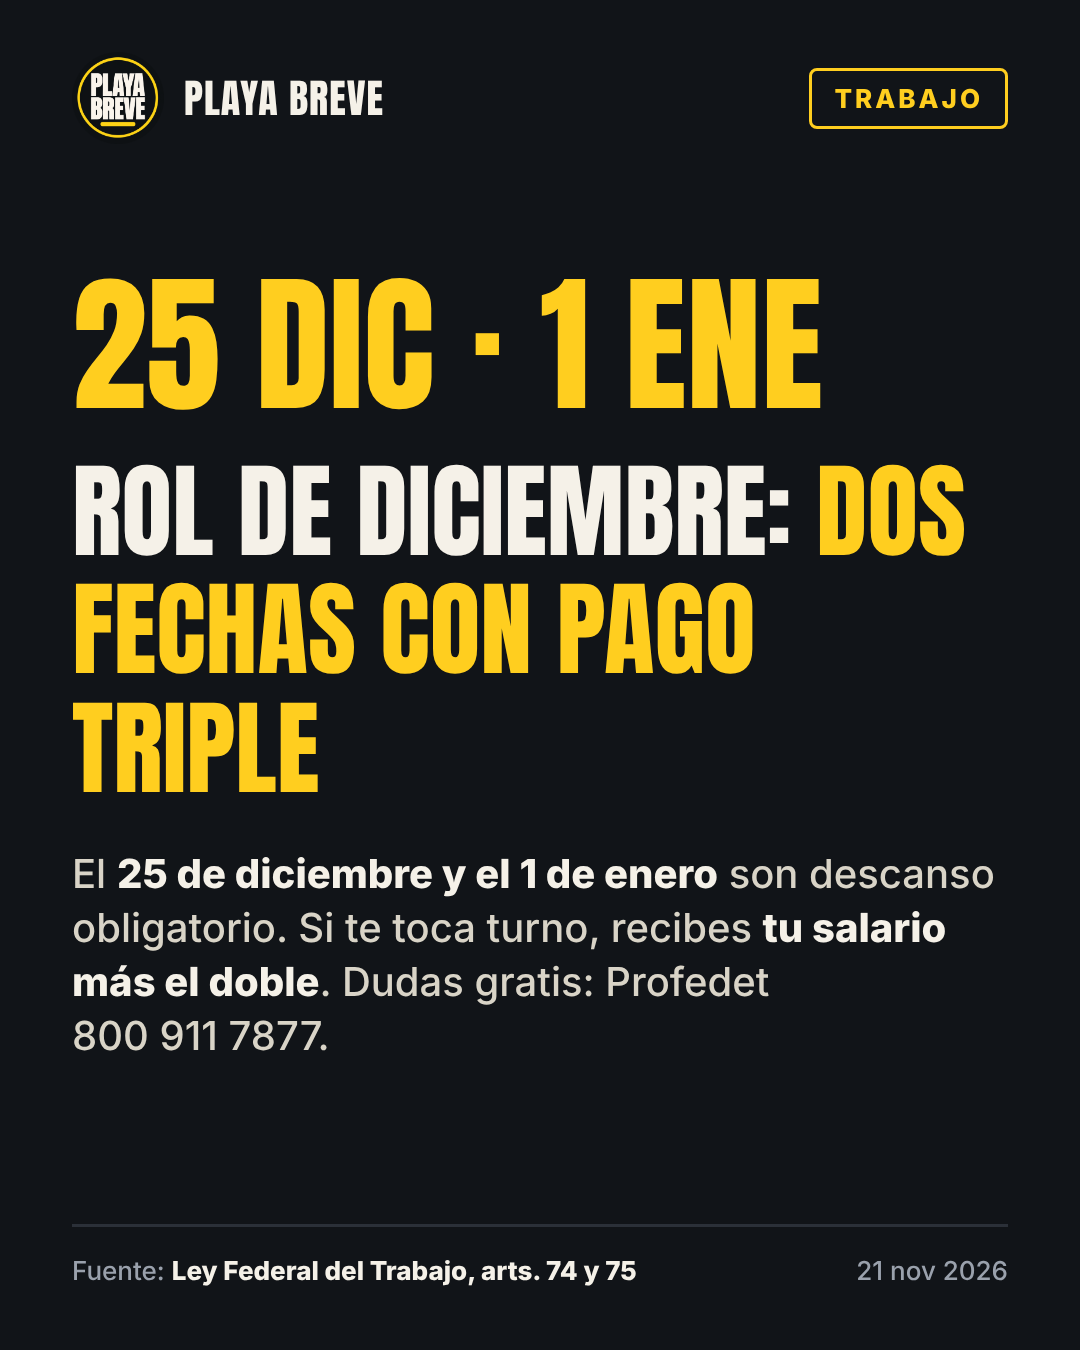 PLAYA
BREVE
PLAYA BREVE
TRABAJO
25 DIC · 1 ENE
ROL DE DICIEMBRE: DOS
FECHAS CON PAGO
TRIPLE
El 25 de diciembre y el 1 de enero son descanso
obligatorio. Si te toca turno, recibes tu salario
más el doble. Dudas gratis: Profedet
800 911 7877.
Fuente: Ley Federal del Trabajo, arts. 74 y 75
21 nov 2026